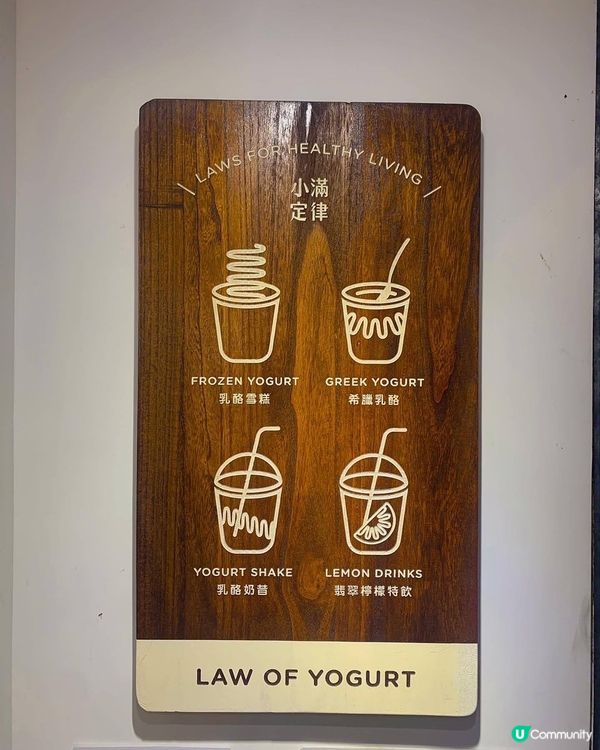 LAWS FOR HEALTHY LIVING
小滿
定律
FROZEN YOGURT
乳酪雪糕
GREEK YOGURT
希臘乳酪
YOGURT SHAKE
乳酪奶昔
LEMON DRINKS
翡翠檸檬特飲
LAW OF YOGURT
U Community